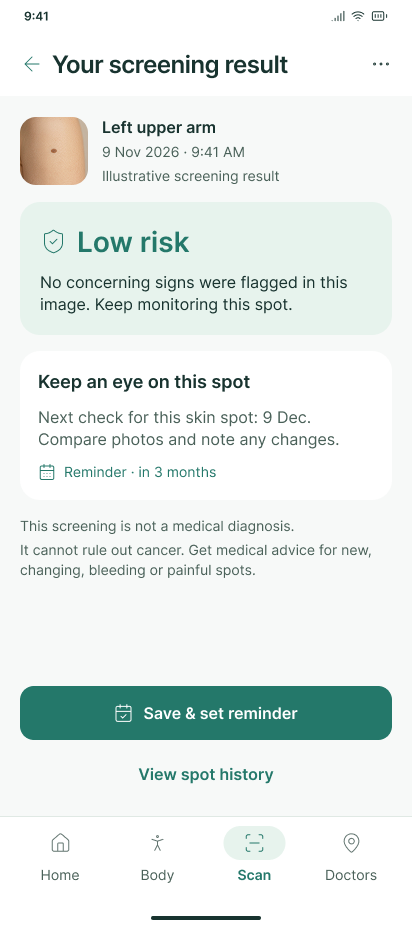 9:41
Your screening result
Left upper arm
9 Nov 2026 · 9:41 AM
Illustrative screening result
Low risk
No concerning signs were flagged in this
image. Keep monitoring this spot.
Keep an eye on this spot
Next check for this skin spot: 9 Dec.
Compare photos and note any changes.
Reminder · in 3 months
This screening is not a medical diagnosis.
It cannot rule out cancer. Get medical advice for new,
changing, bleeding or painful spots.
Save & set reminder
View spot history
Home
Body
Scan
Doctors